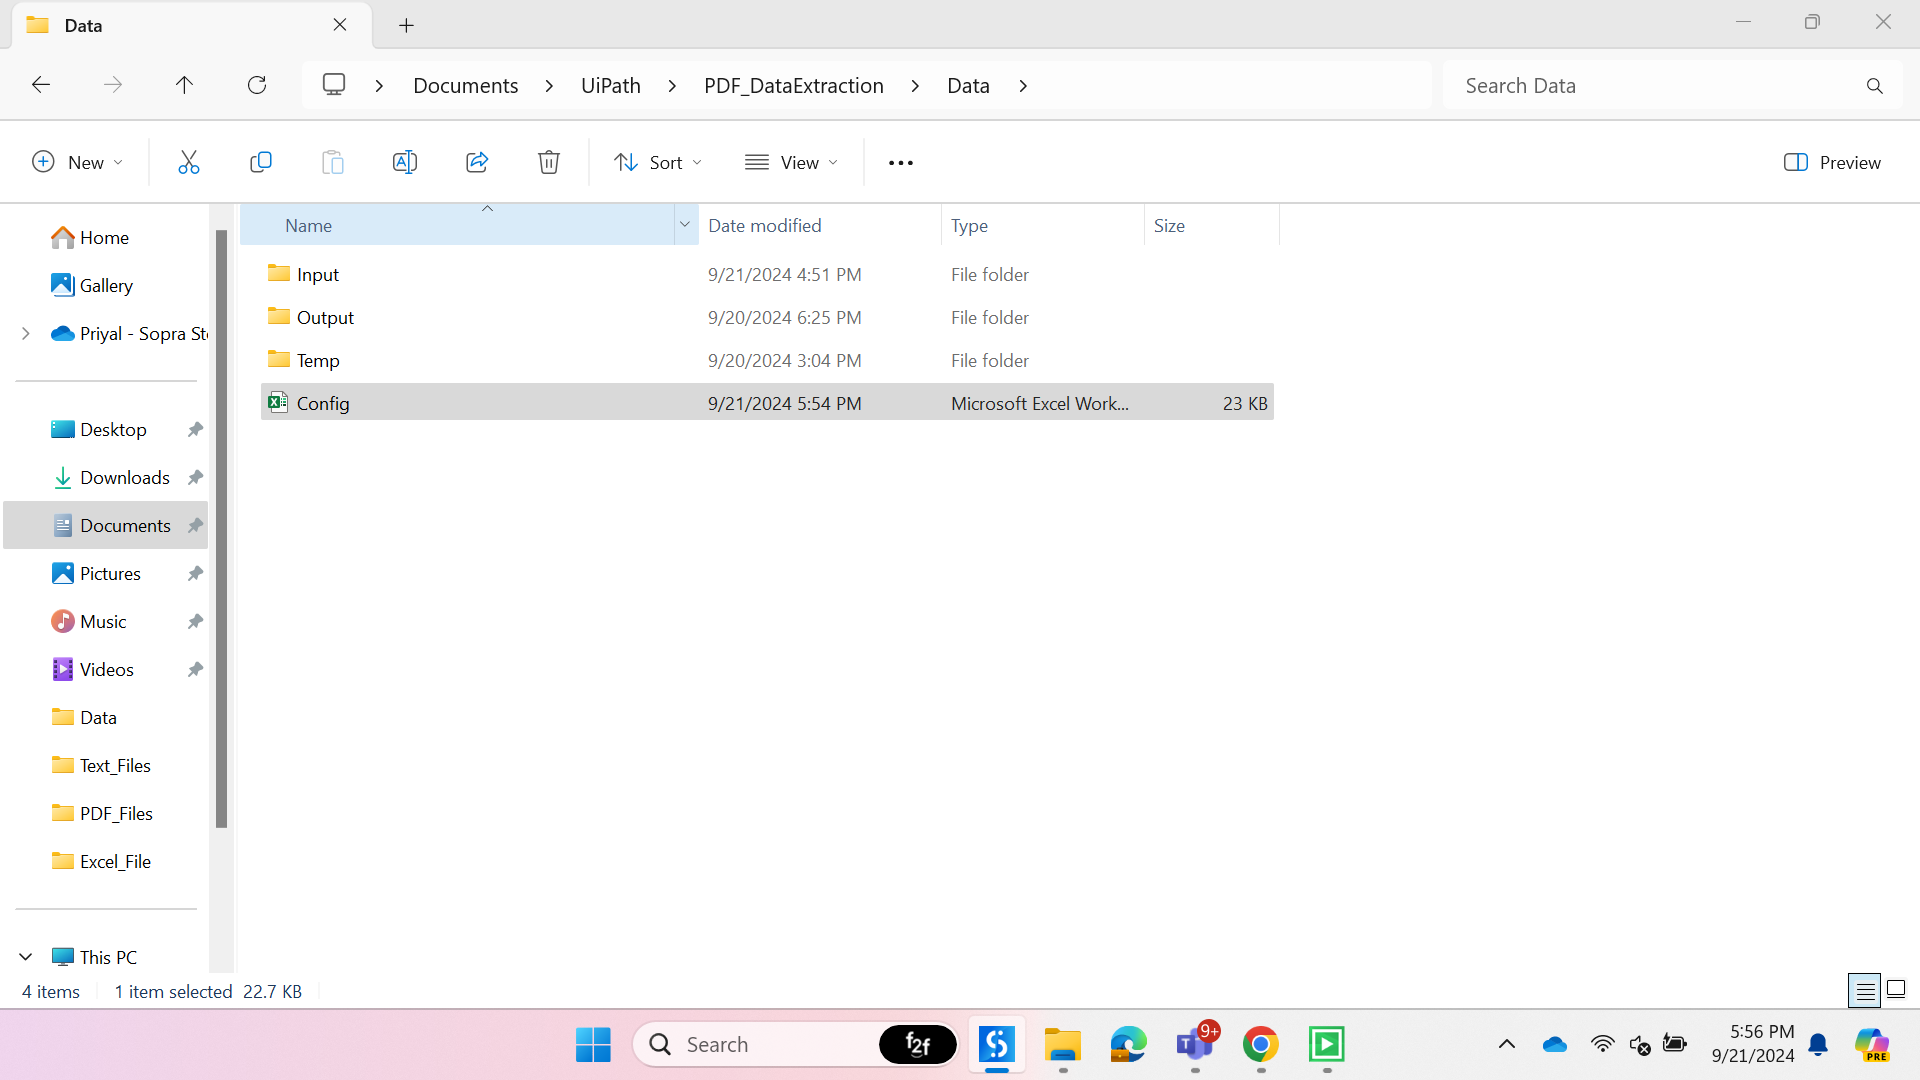 Data
Documents
UiPath
PDF_DataExtraction
Data
Search Data
New
Sort
View
Preview
Name
Date modified
Type
Size
Input 9/21/2024 4:51 PM File folder
Output 9/20/2024 6:25 PM File folder
Temp 9/20/2024 3:04 PM File folder
Config 9/21/2024 5:54 PM Microsoft Excel Work... 23 KB
Home
Gallery
Priyal - Sopra St
Desktop
Downloads
Documents
Pictures
Music
Videos
Data
Text_Files
PDF_Files
Excel_File
This PC
4 items
1 item selected 22.7 KB
Search
f2f
9+
5:56 PM
9/21/2024
PRE